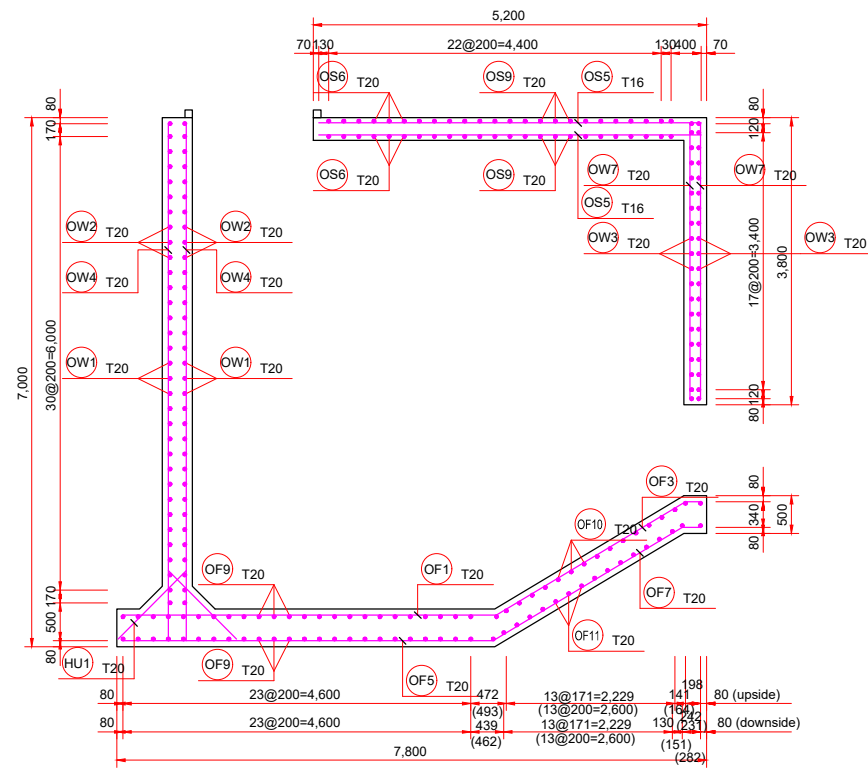 5,200
70 130 22@200=4,400 130 400 70
OS6 T20
OS9 T20
OS5 T16
80
170
30@200=6,000
7,000
170
500
80
OS6 T20
OS9 T20
OW7 T20
OW7 T20
OS5 T16
OW3 T20
OW3 T20
80
120
17@200=3,400
3,800
120
80
OW2 T20
OW2 T20
OW4 T20
OW4 T20
OW1 T20
OW1 T20
OF3 T20
OF10 T20
80
340
500
80
OF9 T20
OF1 T20
OF7 T20
OF11 T20
HU1 T20
OF9 T20
OF5 T20
80 23@200=4,600 472 13@171=2,229 141 198 80 (upside)
(493) (13@200=2,600) (164)
80 23@200=4,600 439 13@171=2,229 130 242 80 (downside)
(231)
(462) (13@200=2,600) (151)
(282)
7,800